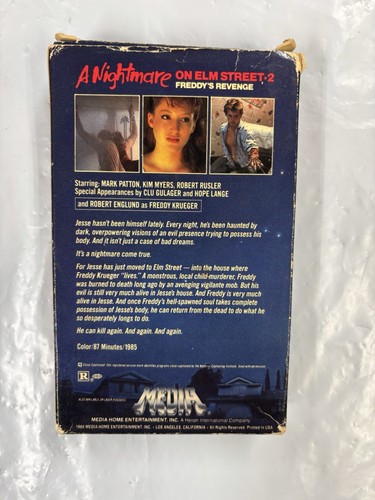 A Nightmare ON ELM STREET·2
FREDDY'S REVENGE
Starring: MARK PATTON, KIM MYERS, ROBERT RUSLER
Special Appearances by CLU GULAGER and HOPE LANGE
and ROBERT ENGLUND as FREDDY KRUEGER
Jesse hasn't been himself lately. Every night, he's been haunted by
dark, overpowering visions of an evil presence trying to possess his
body. And it isn't just a case of bad dreams.
It's a nightmare come true.
For Jesse has just moved to Elm Street — into the house where
Freddy Krueger "lives." A monstrous, local child-murderer, Freddy
was burned to death long ago by an avenging vigilante mob. But his
evil is still very much alive in Jesse's house. And Freddy is very much
alive in Jesse. And once Freddy's hell-spawned soul takes complete
possession of Jesse's body, he can return from the dead to do what he
so desperately longs to do.
He can kill again. And again. And again.
Color/87 Minutes/1985
R
MEDIA
MEDIA HOME ENTERTAINMENT, INC. A Heron International Company
MEDIA HOME ENTERTAINMENT, INC. • LOS ANGELES, CALIFORNIA • All Rights Reserved. Printed in USA